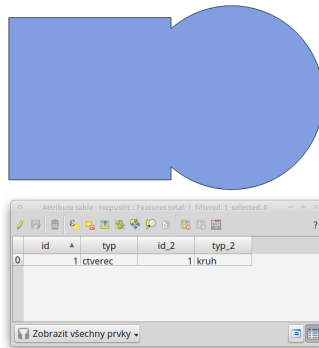 Attribute table - rozpustit :: Features total: 1, filtered: 1, selected: 0
?
id typ id_2 typ_2
0 1 ctverec 1 kruh
Zobrazit všechny prvky